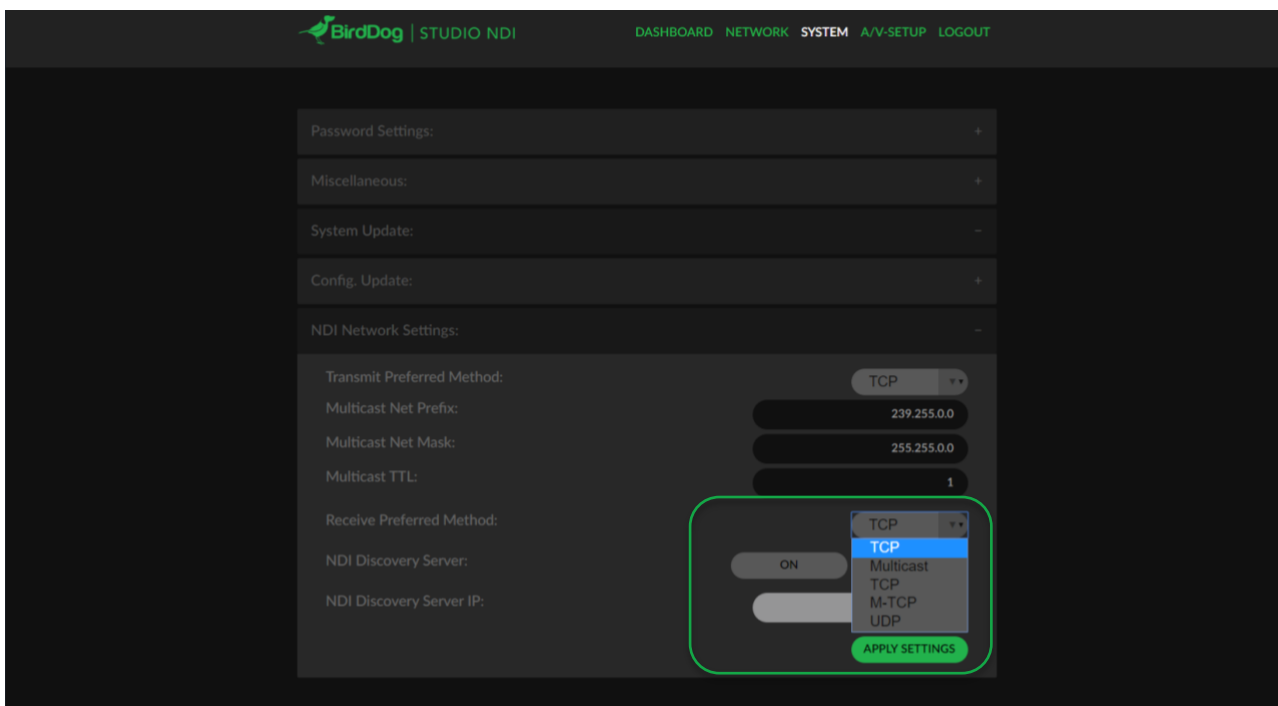 BirdDog | STUDIO NDI
DASHBOARD NETWORK SYSTEM A/V-SETUP LOGOUT
Password Settings: +
Miscellaneous: +
System Update: −
Config. Update: +
NDI Network Settings: −
Transmit Preferred Method: TCP
Multicast Net Prefix: 239.255.0.0
Multicast Net Mask: 255.255.0.0
Multicast TTL: 1
Receive Preferred Method: TCP
TCP
NDI Discovery Server: ON
Multicast
TCP
NDI Discovery Server IP:
M-TCP
UDP
APPLY SETTINGS